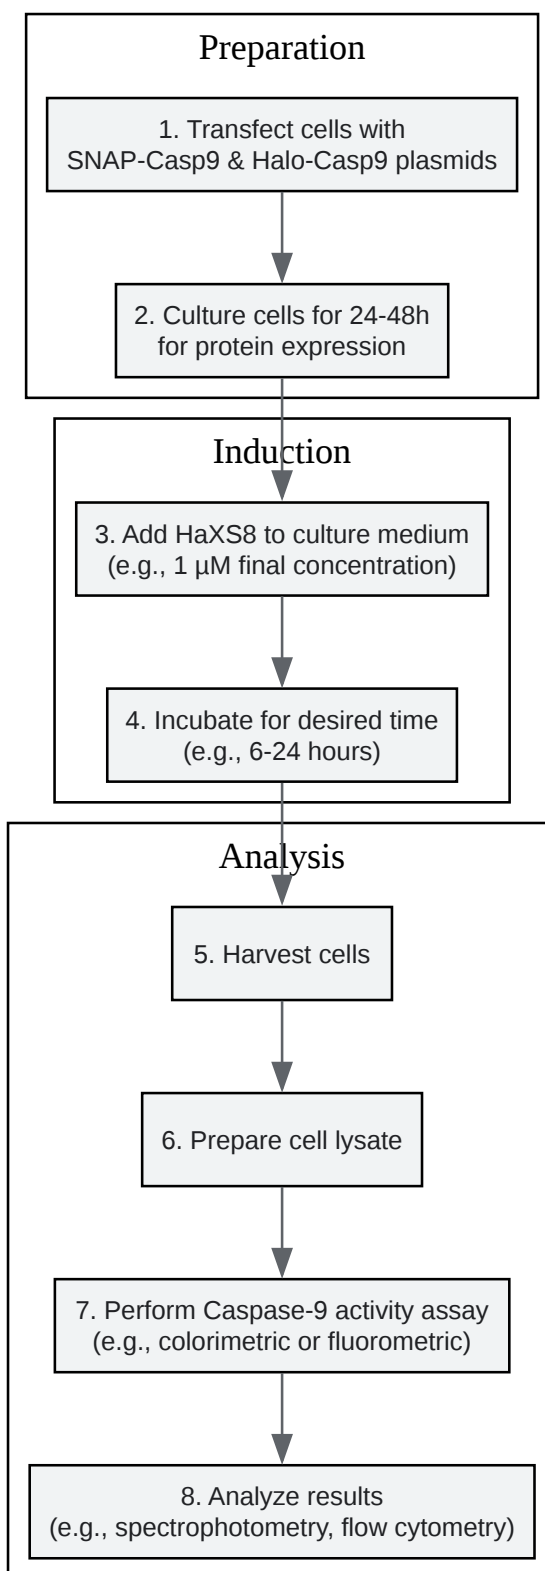 Preparation
1. Transfect cells with
SNAP-Casp9 & Halo-Casp9 plasmids
2. Culture cells for 24-48h
for protein expression
Induction
3. Add HaXS8 to culture medium
(e.g., 1 µM final concentration)
4. Incubate for desired time
(e.g., 6-24 hours)
Analysis
5. Harvest cells
6. Prepare cell lysate
7. Perform Caspase-9 activity assay
(e.g., colorimetric or fluorometric)
8. Analyze results
(e.g., spectrophotometry, flow cytometry)